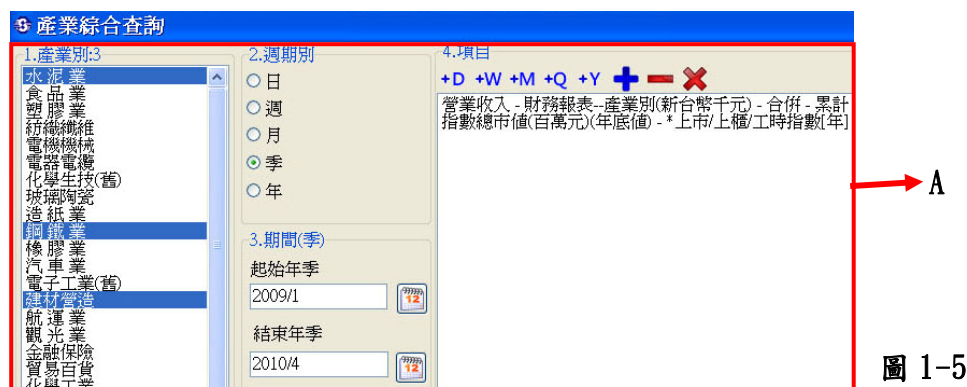 產業綜合查詢
1.產業別:3
水泥業
食品業
塑膠業
紡織纖維
電機機械
電器電纜
化學生技(舊)
玻璃陶瓷
造紙業
鋼鐵業
橡膠業
汽車業
電子工業(舊)
建材營造
航運業
觀光業
金融保險
貿易百貨
化學工業
2.週期別
日
週
月
季
年
3.期間(季)
起始年季
2009/1
結束年季
2010/4
4.項目
+D +W +M +Q +Y
營業收入 - 財務報表--產業別(新台幣千元) - 合併 - 累計
指數總市值(百萬元)(年底值) - *上市/上櫃/工時指數[年]
A
圖 1-5